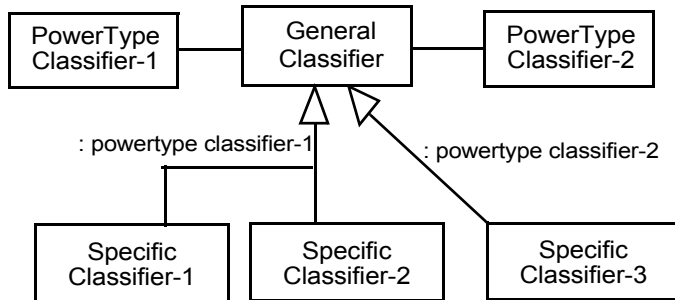 PowerType
Classifier-1
General
Classifier
PowerType
Classifier-2
: powertype classifier-1
: powertype classifier-2
Specific
Classifier-1
Specific
Classifier-2
Specific
Classifier-3